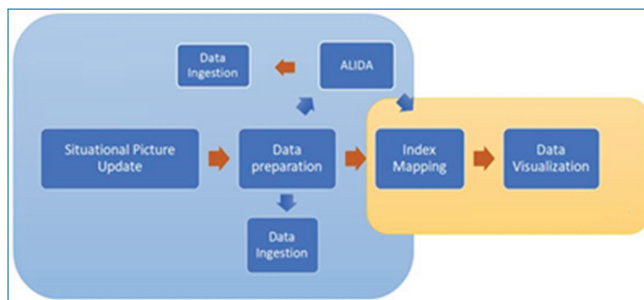 Data
Ingestion
ALIDA
Situational Picture
Update
Data
preparation
Index
Mapping
Data
Visualization
Data
Ingestion